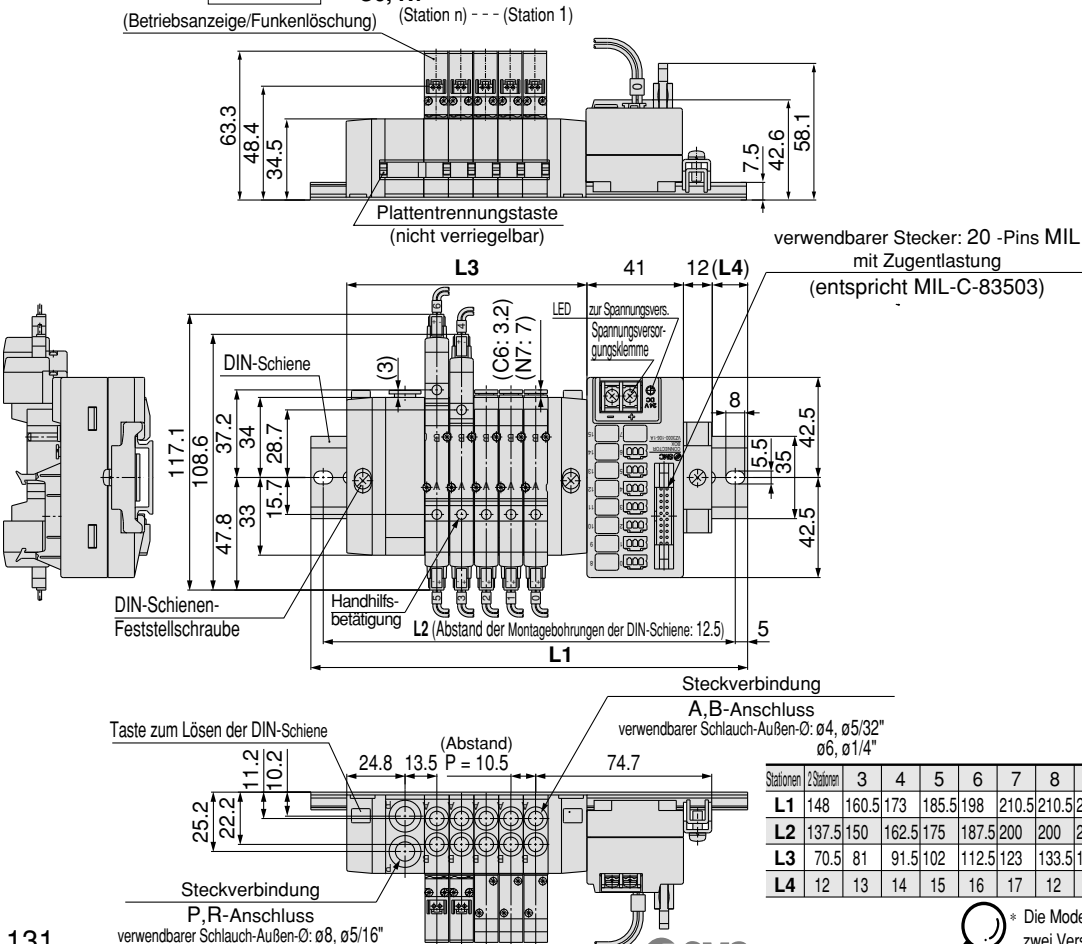 (Betriebsanzeige/Funkenlöschung)
(Station n) - - - (Station 1)
63.3
48.4
34.5
7.5
42.6
58.1
Plattentrennungstaste
(nicht verriegelbar)
verwendbarer Stecker: 20 -Pins MIL
mit Zugentlastung
(entspricht MIL-C-83503)
L3
41
12
(L4)
LED
zur Spannungsvers.
Spannungsversor-
gungsklemme
(C6: 3.2)
(N7: 7)
(3)
DIN-Schiene
117.1
108.6
37.2
34
28.7
15.7
33
47.8
8
5.5
35
42.5
42.5
DIN-Schienen-
Feststellschraube
Handhilfs-
betätigung
L2 (Abstand der Montagebohrungen der DIN-Schiene: 12.5)
5
L1
Steckverbindung
A,B-Anschluss
verwendbarer Schlauch-Außen-Ø: ø4, ø5/32"
ø6, ø1/4"
Taste zum Lösen der DIN-Schiene
(Abstand)
24.8 13.5 P = 10.5 74.7
11.2
10.2
25.2
22.2
Stationen 2 Stationen 3 4 5 6 7 8
L1 148 160.5 173 185.5 198 210.5 210.5
L2 137.5 150 162.5 175 187.5 200 200
L3 70.5 81 91.5 102 112.5 123 133.5
L4 12 13 14 15 16 17 12
Steckverbindung
P,R-Anschluss
verwendbarer Schlauch-Außen-Ø: ø8, ø5/16"
* Die Mode
zwei Vers
131